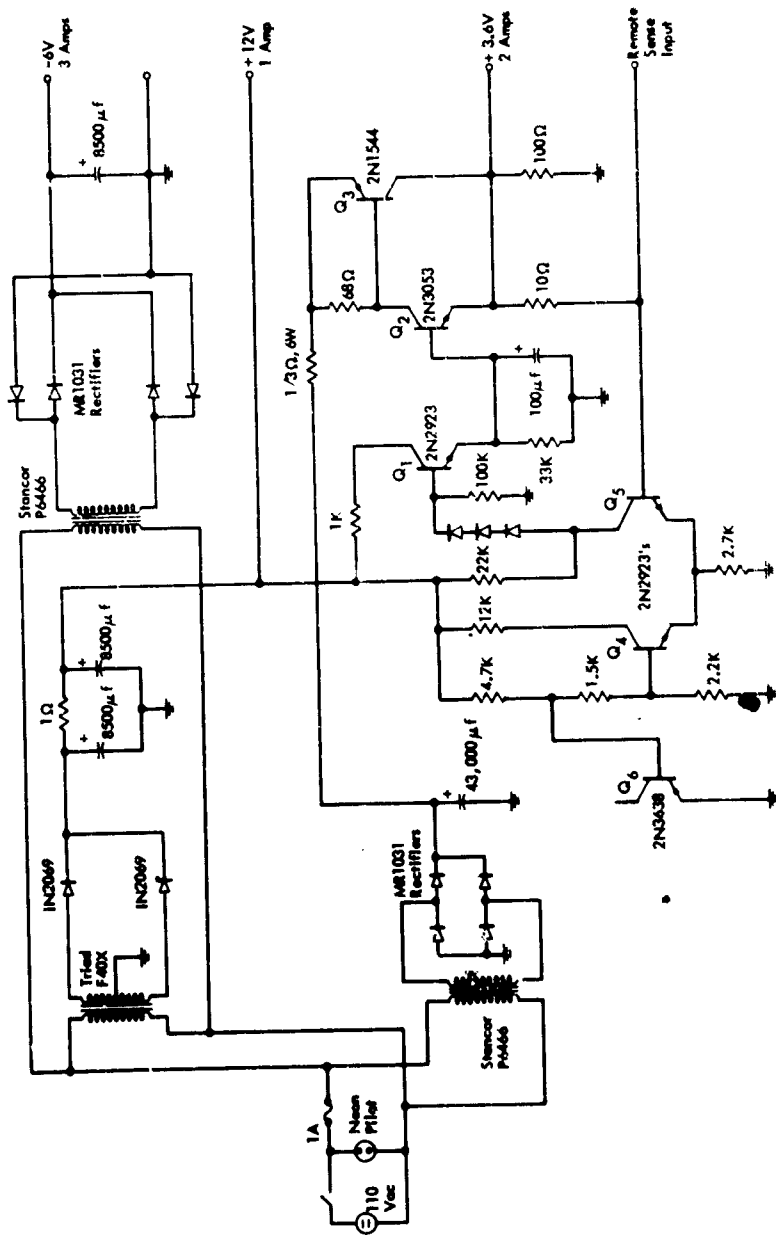 -6V
3 Amps
8500μf
MR1031
Rectifiers
Stancor
P6466
+ 12V
1 Amp
8500μf
1Ω
8500μf
IN2069
IN2069
Triad
F40X
+ 3.6V
2 Amps
2N1544
Q3
100Ω
68Ω
1/3Ω, 6W
2N3053
Q2
10Ω
100μf
Remote
Sense
Input
2N2923
Q1
33K
100K
1K
Q5
22K
2N2923's
2.7K
12K
Q4
4.7K
1.5K
2.2K
Q6
2N3638
43,000μf
MR1031
Rectifiers
Stancor
P6466
1A
Neon
Pilot
110
Vac